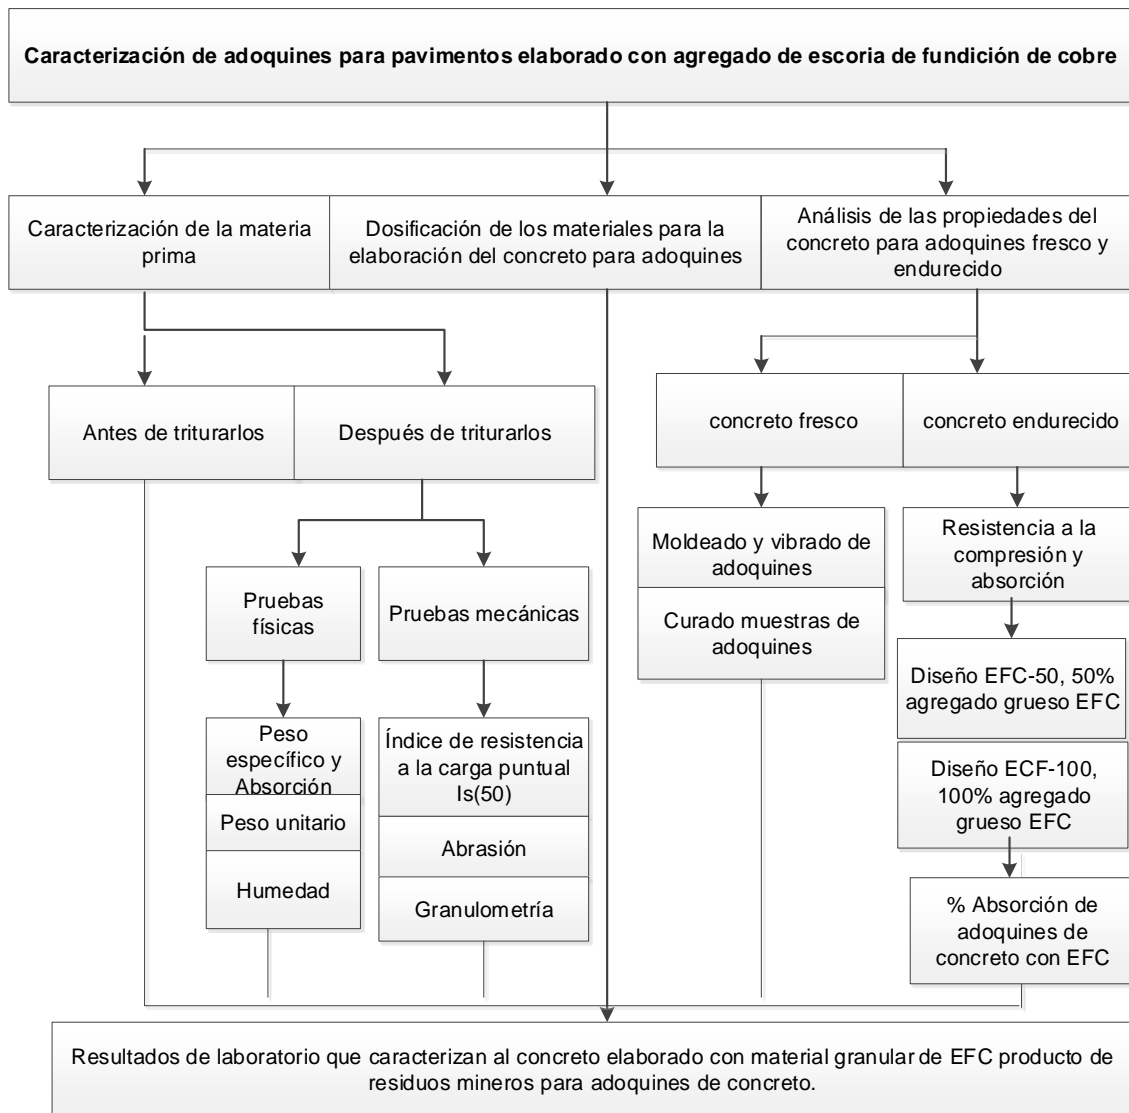 Caracterización de adoquines para pavimentos elaborado con agregado de escoria de fundición de cobre
Caracterización de la materia
prima
Dosificación de los materiales para la
elaboración del concreto para adoquines
Análisis de las propiedades del
concreto para adoquines fresco y
endurecido
Antes de triturarlos
Después de triturarlos
concreto fresco
concreto endurecido
Pruebas
físicas
Pruebas mecánicas
Peso
específico y
Absorción
Peso unitario
Humedad
Índice de resistencia
a la carga puntual
Is(50)
Abrasión
Granulometría
Moldeado y vibrado de
adoquines
Curado muestras de
adoquines
Resistencia a la
compresión y
absorción
Diseño EFC-50, 50%
agregado grueso EFC
Diseño ECF-100,
100% agregado
grueso EFC
% Absorción de
adoquines de
concreto con EFC
Resultados de laboratorio que caracterizan al concreto elaborado con material granular de EFC producto de
residuos mineros para adoquines de concreto.